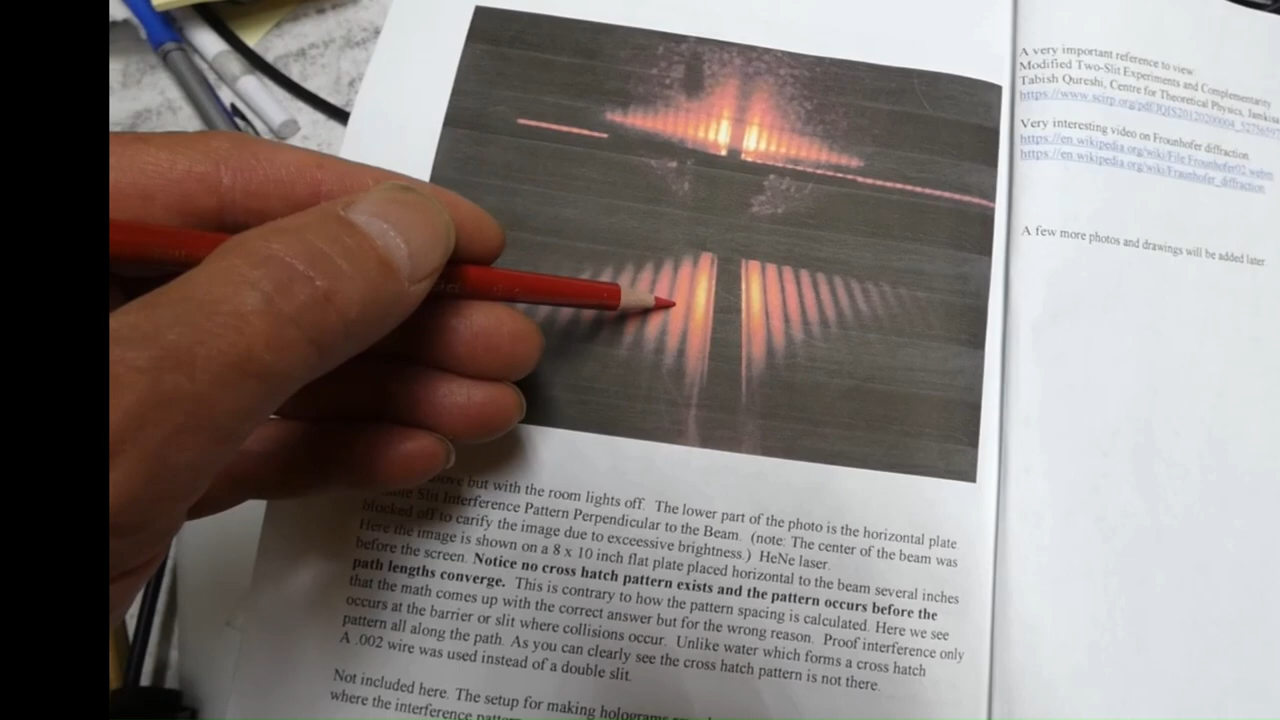 but with the room lights off. The lower part of the photo is the horizontal plate
Slit Interference Pattern Perpendicular to the Beam. (note: The center of the beam was
blocked off to carify the image due to exceessive brightness.) HeNe laser.
Here the image is shown on a 8 x 10 inch flat plate placed horizontal to the beam several inches
before the screen. Notice no cross hatch pattern exists and the pattern occurs before the
path lengths converge. This is contrary to how the pattern spacing is calculated. Here we see
that the math comes up with the correct answer but for the wrong reason. Proof interference only
occurs at the barrier or slit where collisions occur. Unlike water which forms a cross hatch
pattern all along the path. As you can clearly see the cross hatch pattern is not there.
A .002 wire was used instead of a double slit.
Not included here. The setup for making holograms
where the interference
A very important reference to view
Modified Two-Slit Experiments and Complementarity
Tabish Qureshi, Centre for Theoretical Physics,
Very interesting video on Frounhofer diffraction
https://en.wikipedia.org/wiki/File:Frounhofer02.webm
https://en.wikipedia.org/wiki/Fraunhofer_diffraction
A few more photos and drawings will be added later.